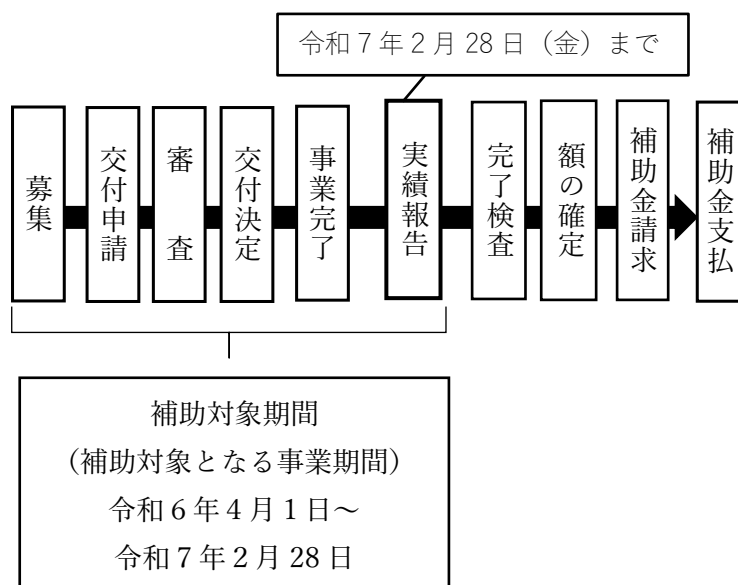 令和７年２月 28 日（金）まで
募集
交付申請
審査
交付決定
事業完了
実績報告
完了検査
額の確定
補助金請求
補助金支払
補助対象期間
（補助対象となる事業期間）
令和６年４月１日～
令和７年２月 28 日